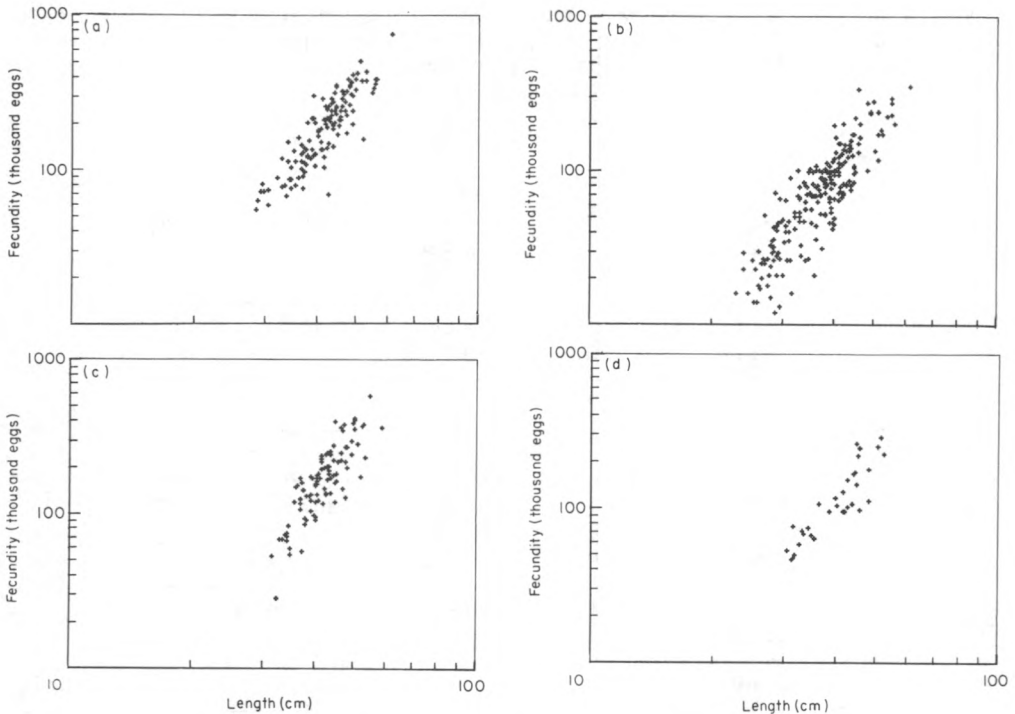 1000
(a)
Fecundity (thousand eggs)
100
1000
(b)
Fecundity (thousand eggs)
100
1000
(c)
Fecundity (thousand eggs)
100
10
100
Length (cm)
1000
(d)
Fecundity (thousand eggs)
100
10
100
Length (cm)